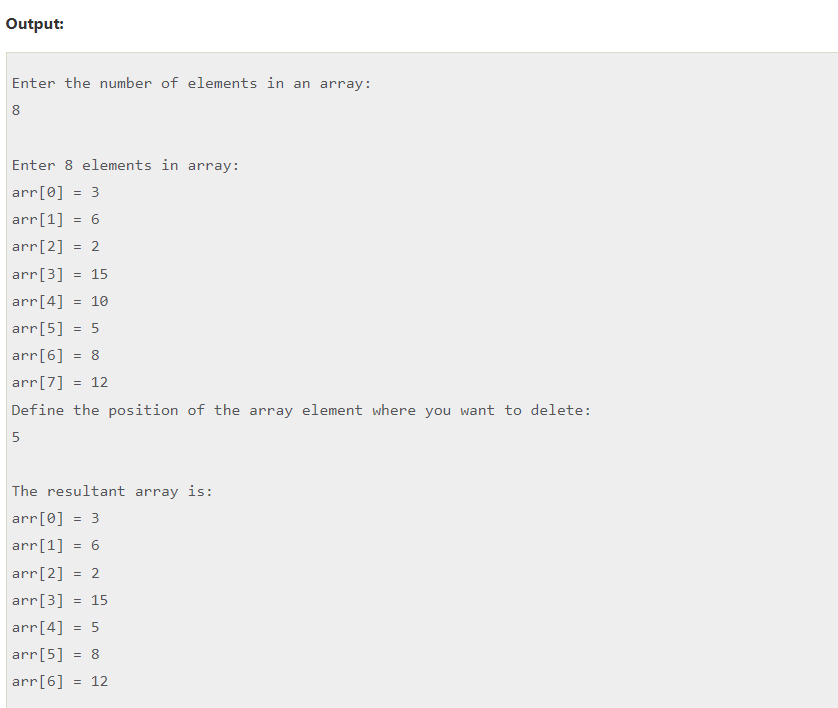 Output:
Enter the number of elements in an array:
8
Enter 8 elements in array:
arr[0] = 3
arr[1] = 6
arr[2] = 2
arr[3] = 15
arr[4] = 10
arr[5] = 5
arr[6] = 8
arr[7] = 12
Define the position of the array element where you want to delete:
5
The resultant array is:
arr[0] = 3
arr[1] = 6
arr[2] = 2
arr[3] = 15
arr[4] = 5
arr[5] = 8
arr[6] = 12